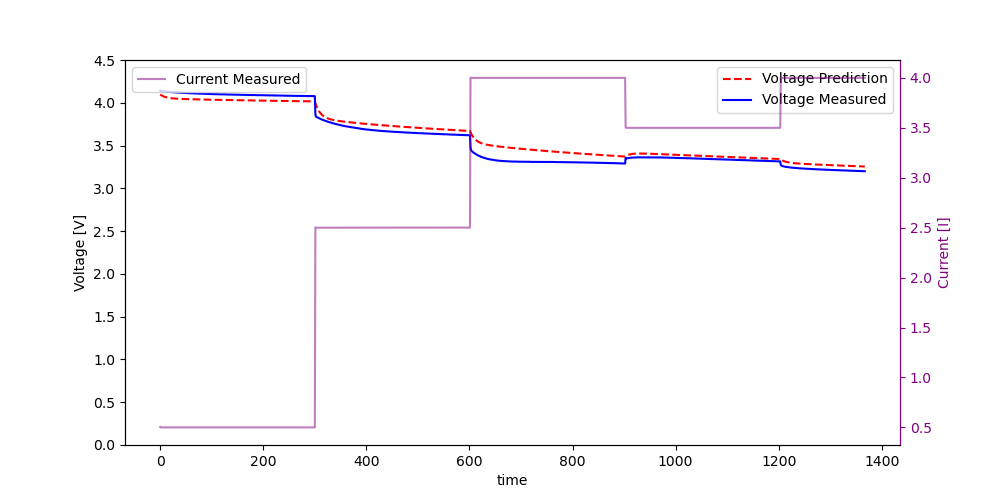 Current Measured
Voltage Prediction
Voltage Measured
4.5
4.0
3.5
3.0
2.5
2.0
1.5
1.0
0.5
0.0
Voltage [V]
4.0
3.5
3.0
2.5
2.0
1.5
1.0
0.5
Current [I]
0 200 400 600 800 1000 1200 1400
time